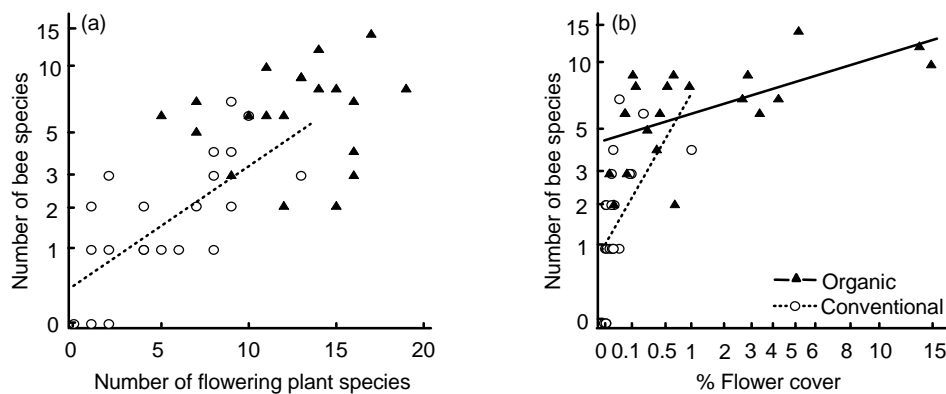 (a)
Number of bee species
15
10
5
3
2
1
0
0 5 10 15 20
Number of flowering plant species
(b)
Number of bee species
15
10
5
3
2
1
0
Organic
Conventional
0 0.1 0.5 1 2 3 4 5 6 8 10 15
% Flower cover